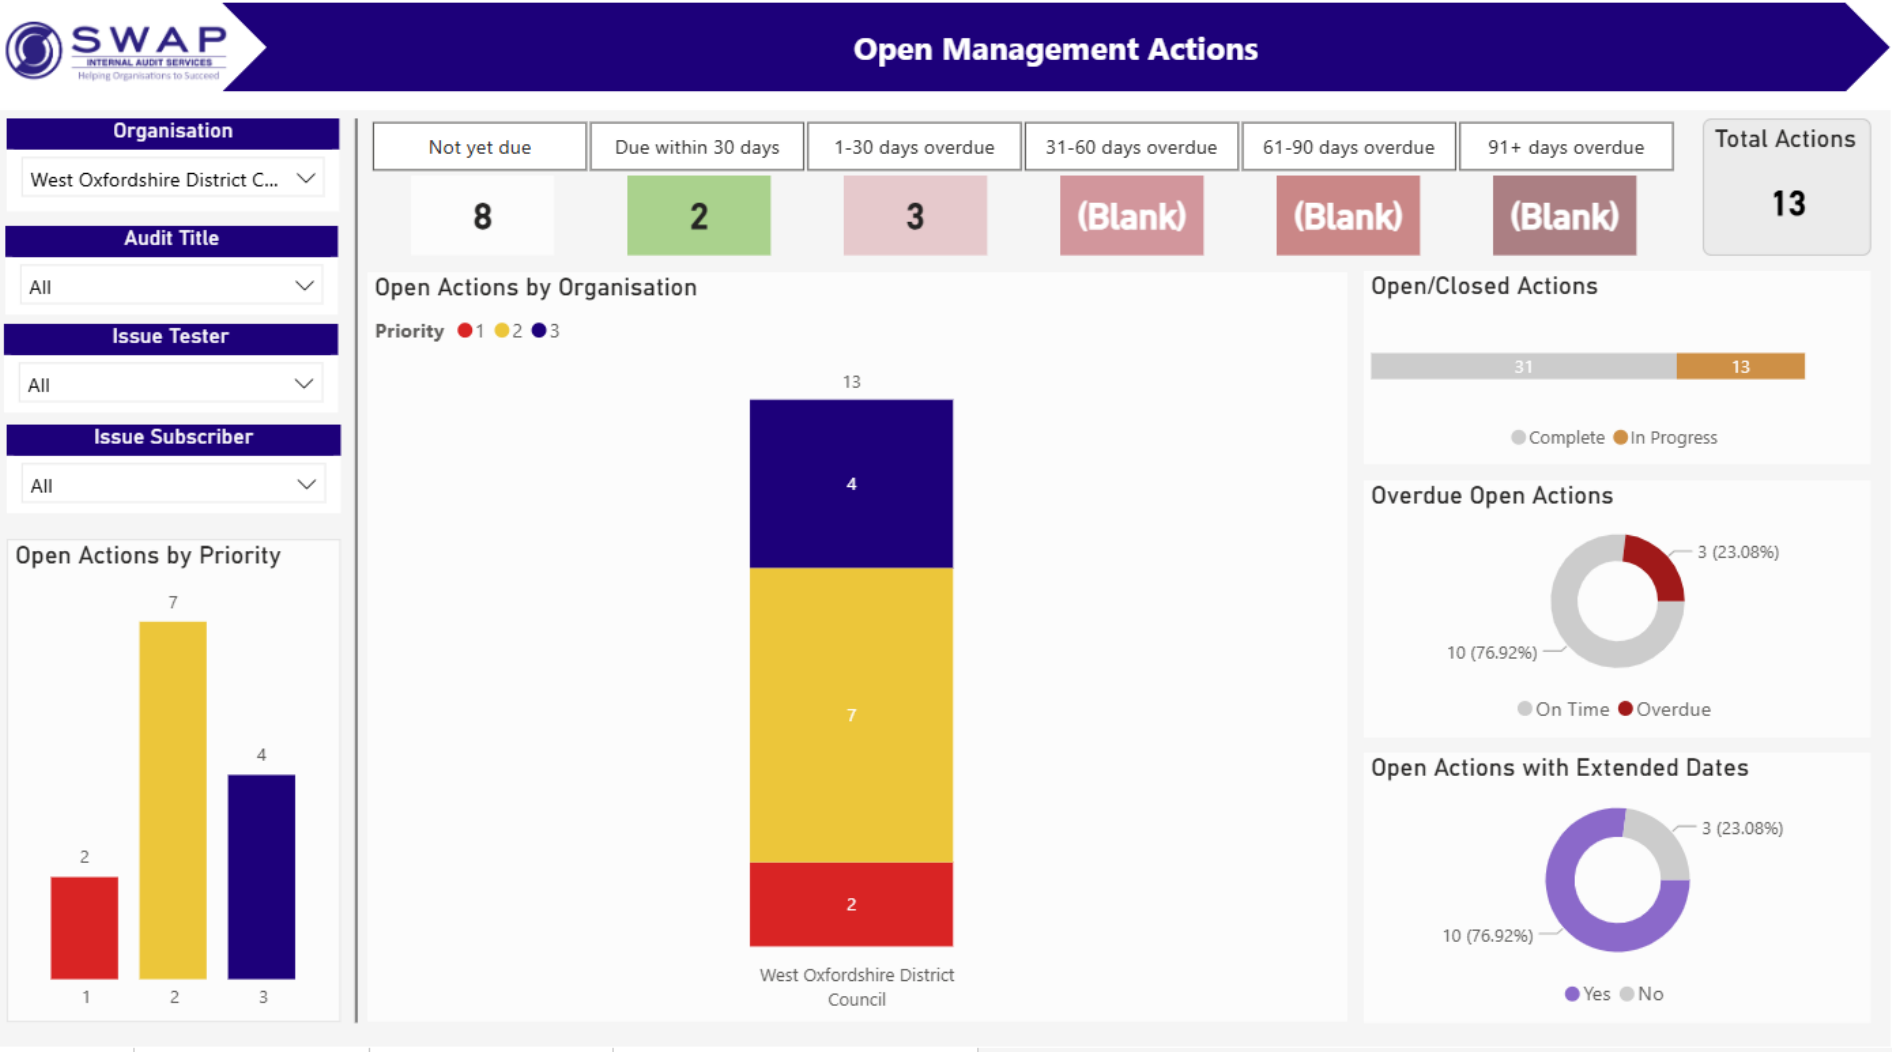 SWAP
INTERNAL AUDIT SERVICES
Helping Organisations to Succeed
Open Management Actions
Organisation
West Oxfordshire District C...
Audit Title
All
Issue Tester
All
Issue Subscriber
All
Open Actions by Priority
7
4
2
1 2 3
Not yet due
Due within 30 days
1-30 days overdue
31-60 days overdue
61-90 days overdue
91+ days overdue
8
2
3
(Blank)
(Blank)
(Blank)
Total Actions
13
Open Actions by Organisation
Priority 1 2 3
13
4
7
2
West Oxfordshire District
Council
Open/Closed Actions
31 13
Complete In Progress
Overdue Open Actions
3 (23.08%)
10 (76.92%)
On Time Overdue
Open Actions with Extended Dates
3 (23.08%)
10 (76.92%)
Yes No